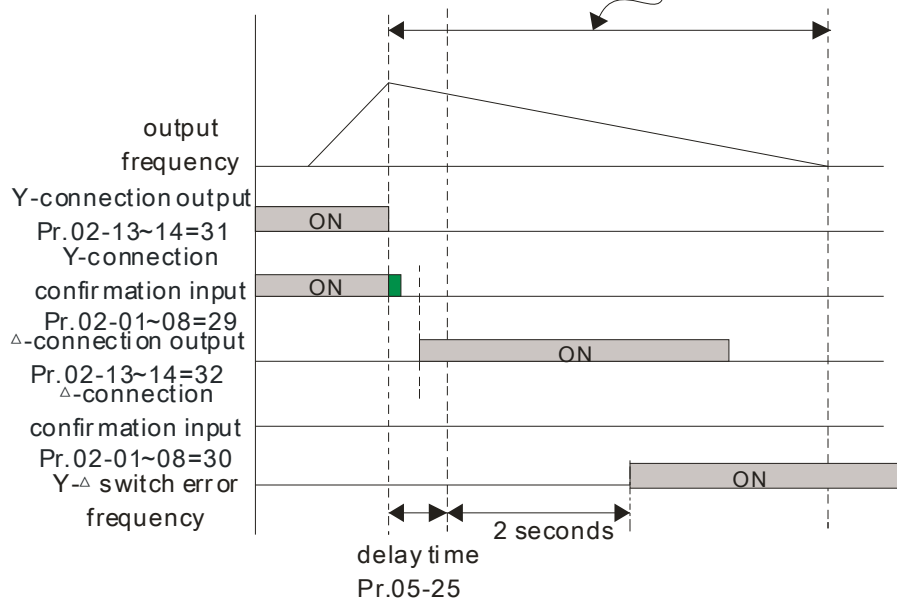 output
frequency
Y-connection output
ON
Pr.02-13~14=31
Y-connection
confirmation input
ON
Pr.02-01~08=29
△-connection output
ON
Pr.02-13~14=32
△-connection
confirmation input
Pr.02-01~08=30
Y-△ switch error
ON
frequency
2 seconds
delay time
Pr.05-25